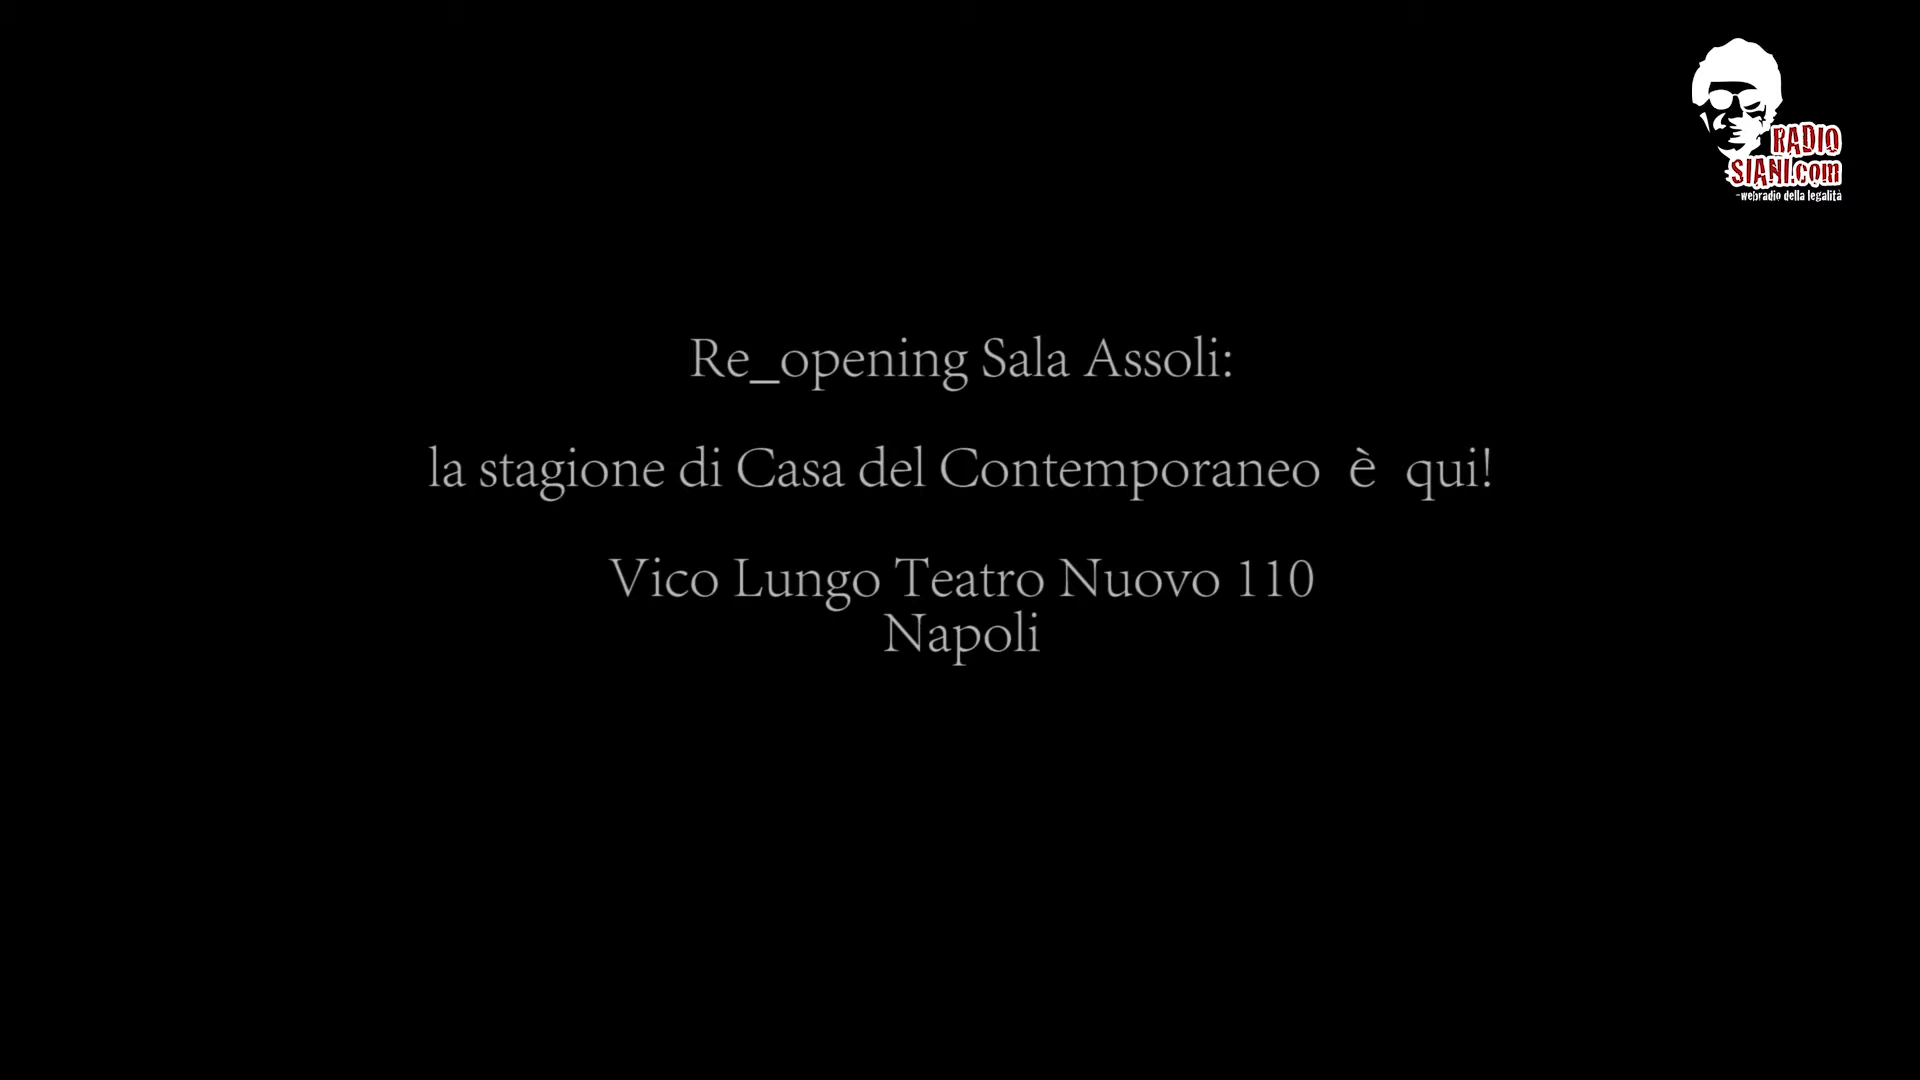 RADIO
SIANI.com
-webradio della legalità
Re_opening Sala Assoli:
la stagione di Casa del Contemporaneo è qui!
Vico Lungo Teatro Nuovo 110
Napoli